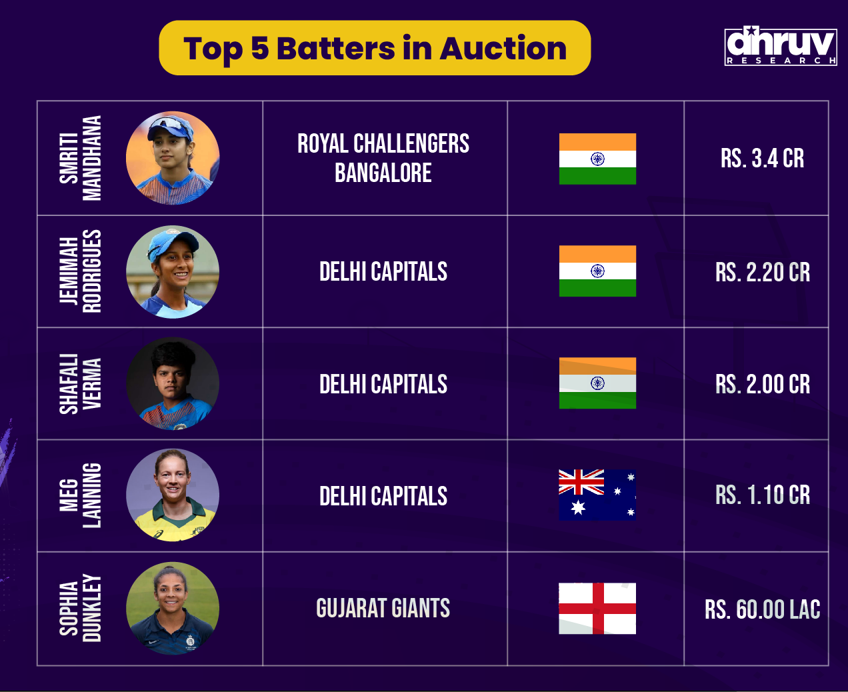 Top 5 Batters in Auction
dhruv
RESEARCH
SMRITI
MANDHANA
ROYAL CHALLENGERS
BANGALORE
RS. 3.4 CR
JEMIMAH
RODRIGUES
DELHI CAPITALS
RS. 2.20 CR
SHAFALI
VERMA
DELHI CAPITALS
RS. 2.00 CR
MEG
LANNING
DELHI CAPITALS
RS. 1.10 CR
SOPHIA
DUNKLEY
GUJARAT GIANTS
RS. 60.00 LAC